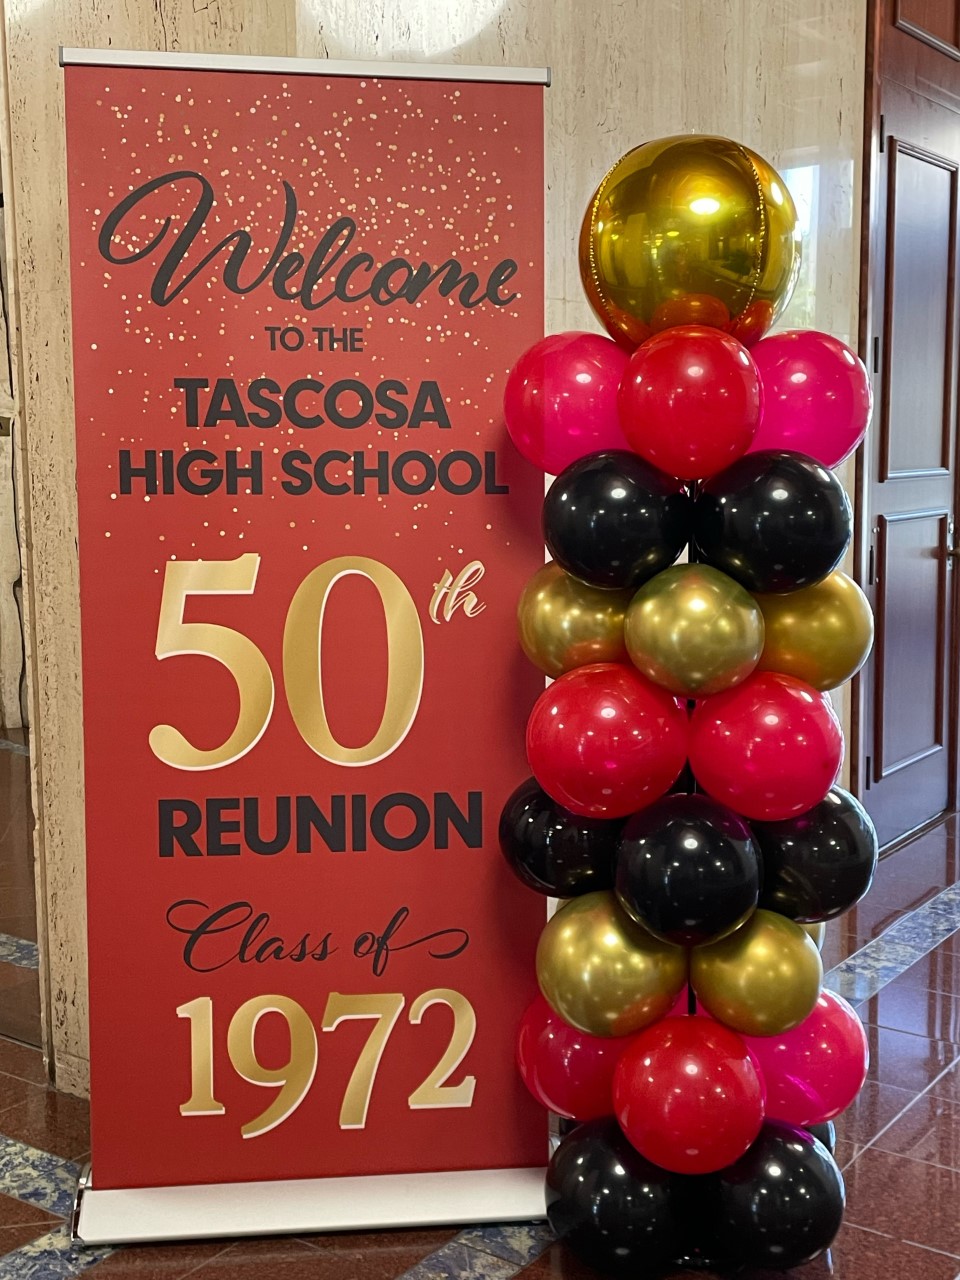 Welcome
TO THE
TASCOSA
HIGH SCHOOL
50th
REUNION
Class of
1972